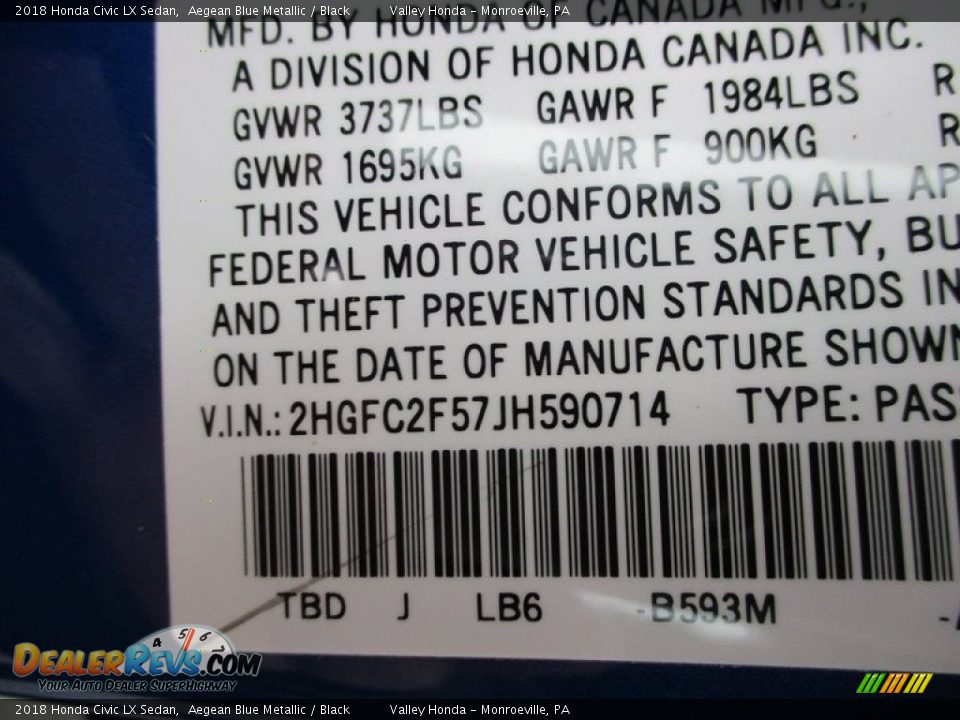 2018 Honda Civic LX Sedan, Aegean Blue Metallic / Black Valley Honda - Monroeville, PA
MFD. BY HONDA OF CANADA MFG.,
A DIVISION OF HONDA CANADA INC.
GVWR 3737LBS GAWR F 1984LBS R
GVWR 1695KG GAWR F 900KG R
THIS VEHICLE CONFORMS TO ALL AP
FEDERAL MOTOR VEHICLE SAFETY, BU
AND THEFT PREVENTION STANDARDS IN
ON THE DATE OF MANUFACTURE SHOWN
V.I.N.: 2HGFC2F57JH590714 TYPE: PAS
TBD J LB6 -B593M -
4 5 6 7
DEALERREVS.COM
YOUR AUTO DEALER SUPERHIGHWAY
2018 Honda Civic LX Sedan, Aegean Blue Metallic / Black Valley Honda - Monroeville, PA